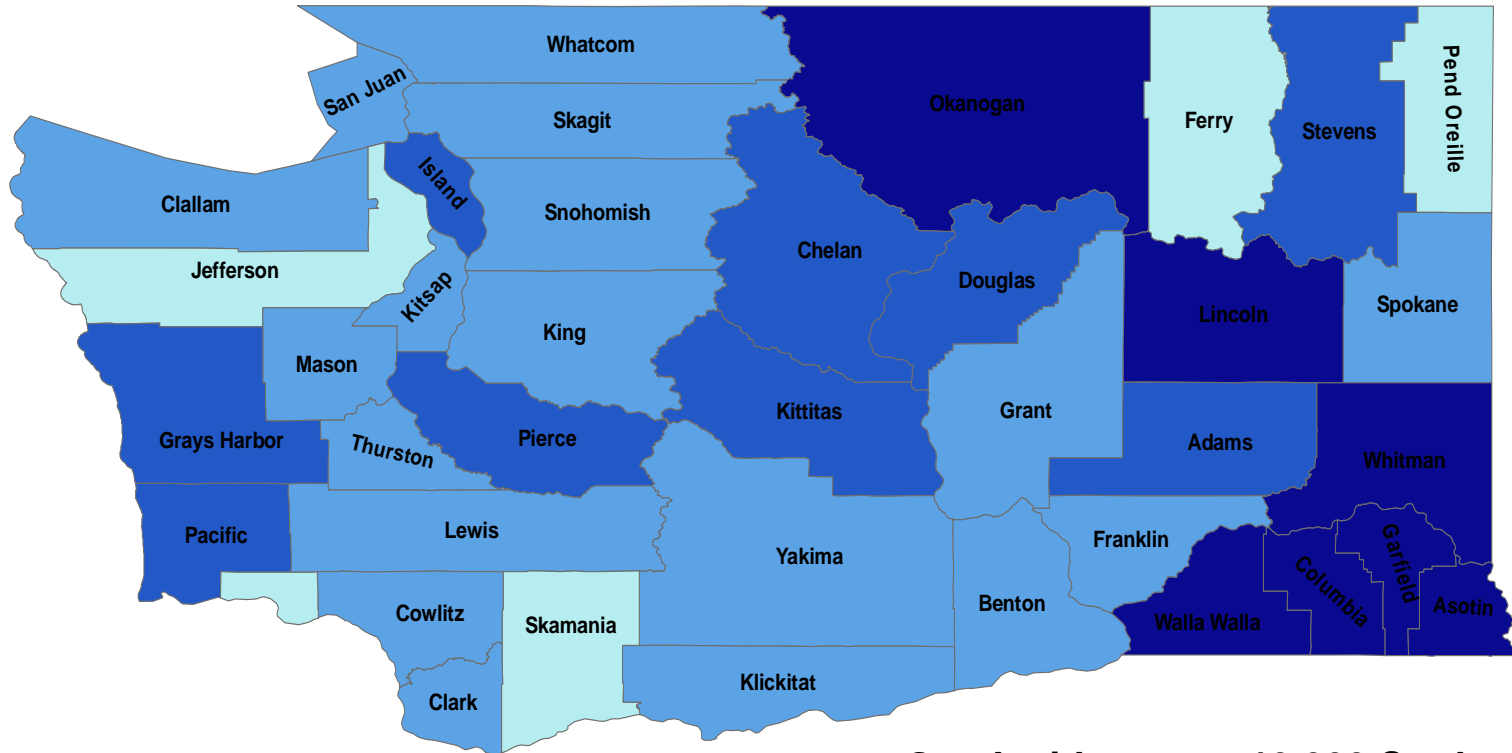 Whatcom
San Juan
Skagit
Okanogan
Ferry
Stevens
Pend Oreille
Island
Clallam
Snohomish
Chelan
Jefferson
Kitsap
Douglas
Lincoln
Spokane
King
Mason
Kittitas
Grant
Grays Harbor
Thurston
Pierce
Adams
Whitman
Pacific
Lewis
Yakima
Franklin
Garfield
Columbia
Asotin
Benton
Walla Walla
Cowlitz
Skamania
Klickitat
Clark